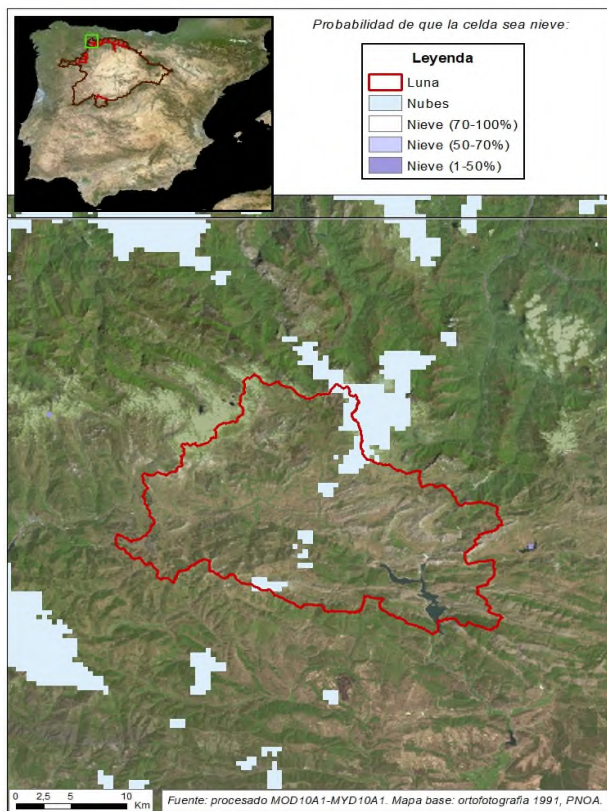 Probabilidad de que la celda sea nieve:
Leyenda
Luna
Nubes
Nieve (70-100%)
Nieve (50-70%)
Nieve (1-50%)
0 2,5 5 10
Km
Fuente: procesado MOD10A1-MYD10A1. Mapa base: ortofotografia 1991, PNOA